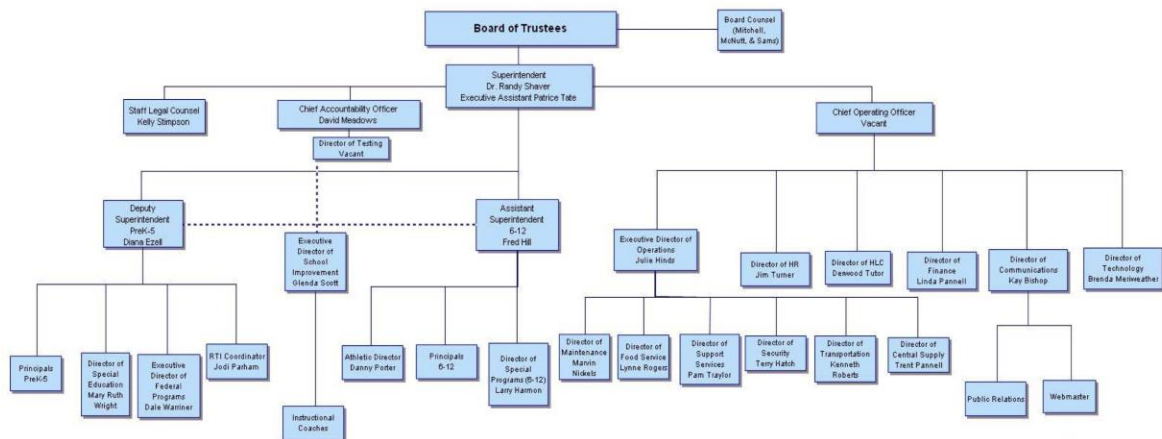 Board of Trustees
Board Counsel
(Mitchell,
McNutt, & Sams)
Superintendent
Dr. Randy Shaver
Executive Assistant Patrice Tate
Staff Legal Counsel
Kelly Stimpson
Chief Accountability Officer
David Meadows
Chief Operating Officer
Vacant
Director of Testing
Vacant
Deputy
Superintendent
PreK-5
Diana Ezell
Assistant
Superintendent
6-12
Fred Hill
Executive
Director of
School
Improvement
Glenda Scott
Executive Director of
Operations
Julie Hinds
Director of HR
Jim Turner
Director of HLC
Derwood Tutor
Director of
Finance
Linda Pannell
Director of
Communications
Kay Bishop
Director of
Technology
Brenda Meriweather
Principals
PreK-5
Director of
Special
Education
Mary Ruth
Wright
Executive
Director of
Federal
Programs
Dale Warriner
RTI Coordinator
Jodi Parham
Athletic Director
Danny Porter
Principals
6-12
Director of
Special
Programs (6-12)
Larry Harmon
Director of
Maintenance
Marvin
Nickels
Director of
Food Service
Lynne Rogers
Director of
Support
Services
Pam Traylor
Director of
Security
Terry Hatch
Director of
Transportation
Kenneth
Roberts
Director of
Central Supply
Trent Pannell
Instructional
Coaches
Public Relations
Webmaster